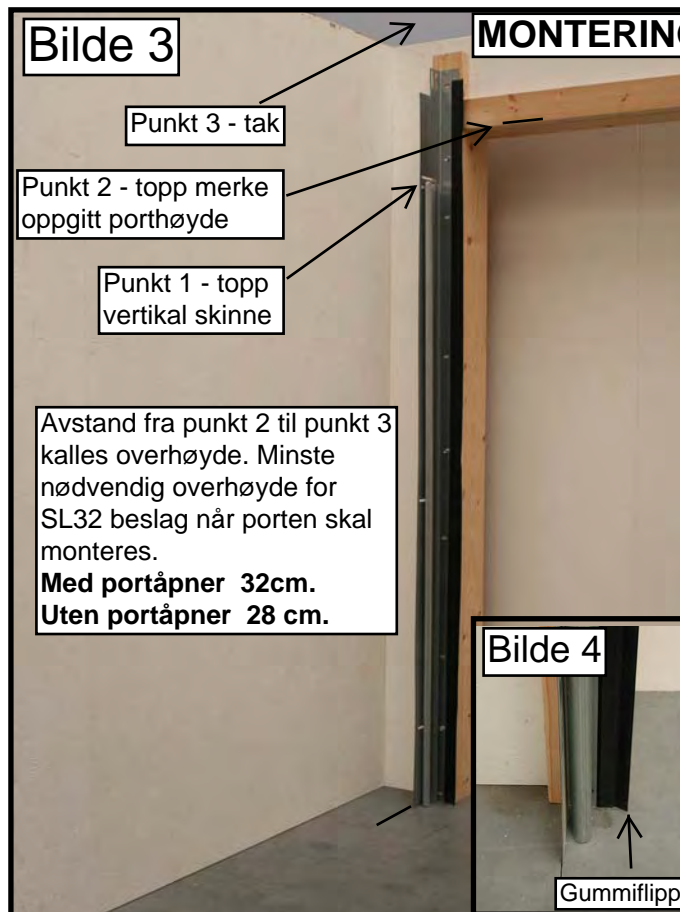 Bilde 3
MONTERING
Punkt 3 - tak
Punkt 2 - topp merke
oppgitt porthøyde
Punkt 1 - topp
vertikal skinne
Avstand fra punkt 2 til punkt 3
kalles overhøyde. Minste
nødvendig overhøyde for
SL32 beslag når porten skal
monteres.
Med portåpner 32cm.
Uten portåpner 28 cm.
Bilde 4
Gummiflipp